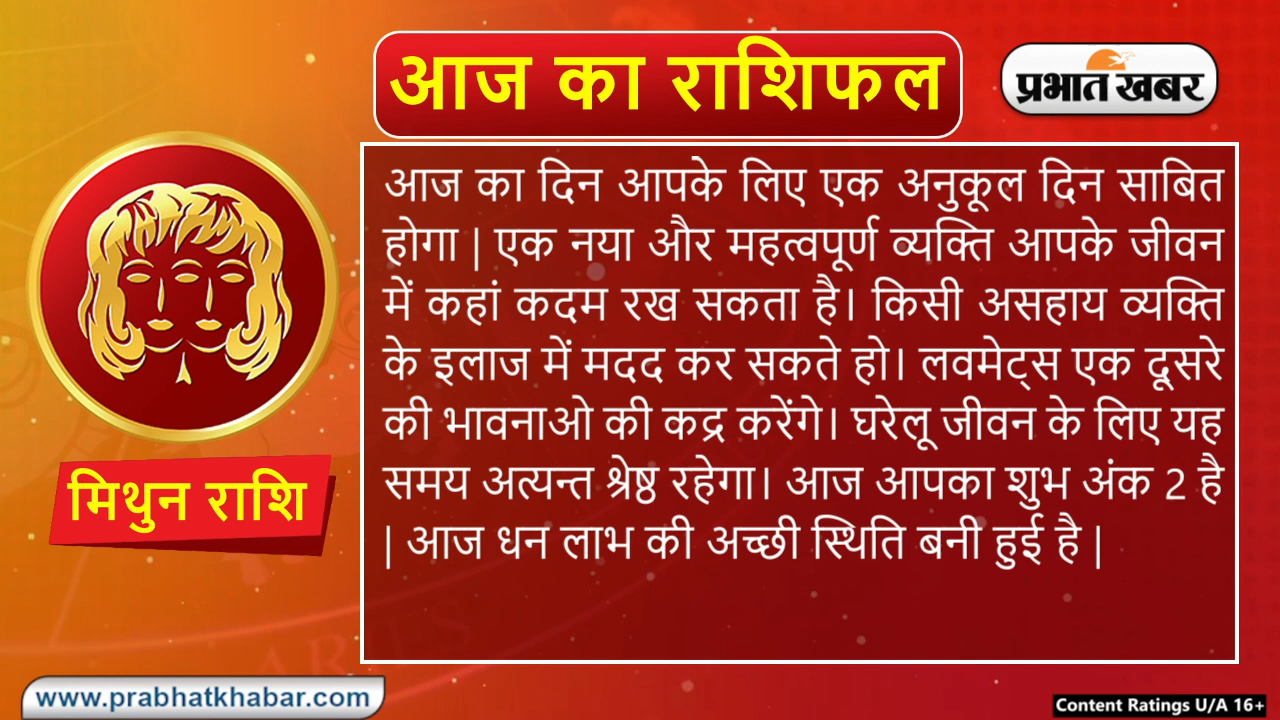 आज का राशिफल
प्रभात खबर
आज का दिन आपके लिए एक अनुकूल दिन साबित
होगा | एक नया और महत्वपूर्ण व्यक्ति आपके जीवन
में कहां कदम रख सकता है। किसी असहाय व्यक्ति
के इलाज में मदद कर सकते हो। लवमेट्स एक दूसरे
की भावनाओ की कद्र करेंगे। घरेलू जीवन के लिए यह
समय अत्यन्त श्रेष्ठ रहेगा। आज आपका शुभ अंक 2 है
| आज धन लाभ की अच्छी स्थिति बनी हुई है |
मिथुन राशि
ARIES
www.prabhatkhabar.com
Content Ratings U/A 16+